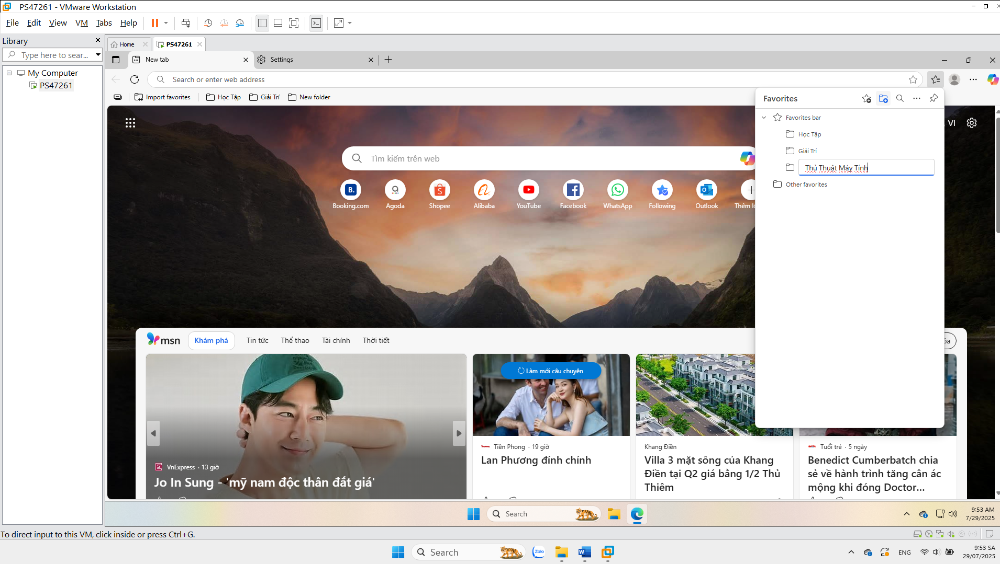 PS47261 - VMware Workstation
File Edit View VM Tabs Help
Library
Type here to sear...
My Computer
PS47261
Home
PS47261
New tab
Settings
Search or enter web address
Import favorites
Học Tập
Giải Trí
New folder
Favorites
Favorites bar
Học Tập
Giải Trí
Thủ Thuật Máy Tính
Other favorites
VI
Tìm kiếm trên web
B.
Booking.com
Agoda
Shopee
Alibaba
YouTube
Facebook
WhatsApp
Following
Outlook
Thêm
msn
Khám phá
Tin tức
Thể thao
Tài chính
Thời tiết
Làm mới câu chuyện
VnExpress · 13 giờ
Jo In Sung - 'mỹ nam độc thân đắt giá'
Tiền Phong · 19 giờ
Lan Phương đính chính
Khang Điền
Villa 3 mặt sông của Khang
Điền tại Q2 giá bằng 1/2 Thủ
Thiêm
Tuổi trẻ · 5 ngày
Benedict Cumberbatch chia
sẻ về hành trình tăng cân ác
mộng khi đóng Doctor...
Search
9:53 AM
7/29/2025
To direct input to this VM, click inside or press Ctrl+G.
Search
Zalo
ENG
9:53 SA
29/07/2025